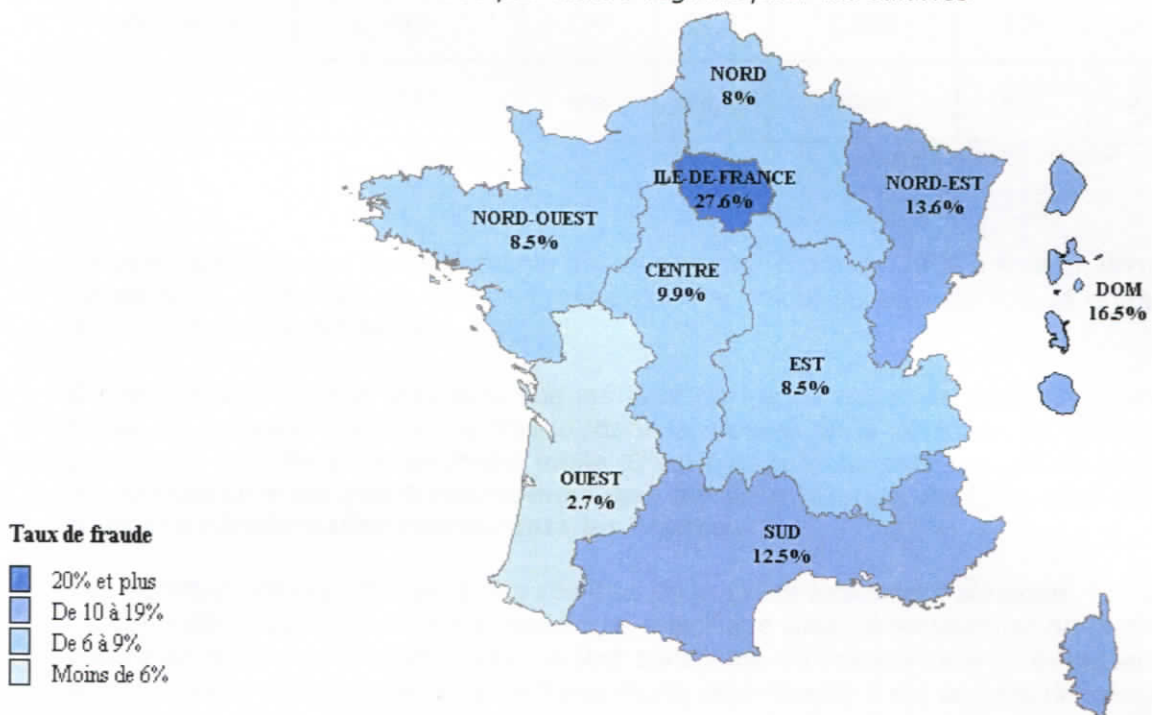 NORD
8%
ILE-DE-FRANCE
27.6%
NORD-EST
13.6%
NORD-OUEST
8.5%
CENTRE
9.9%
DOM
16.5%
EST
8.5%
OUEST
2.7%
SUD
12.5%
Taux de fraude
20% et plus
De 10 à 19%
De 6 à 9%
Moins de 6%